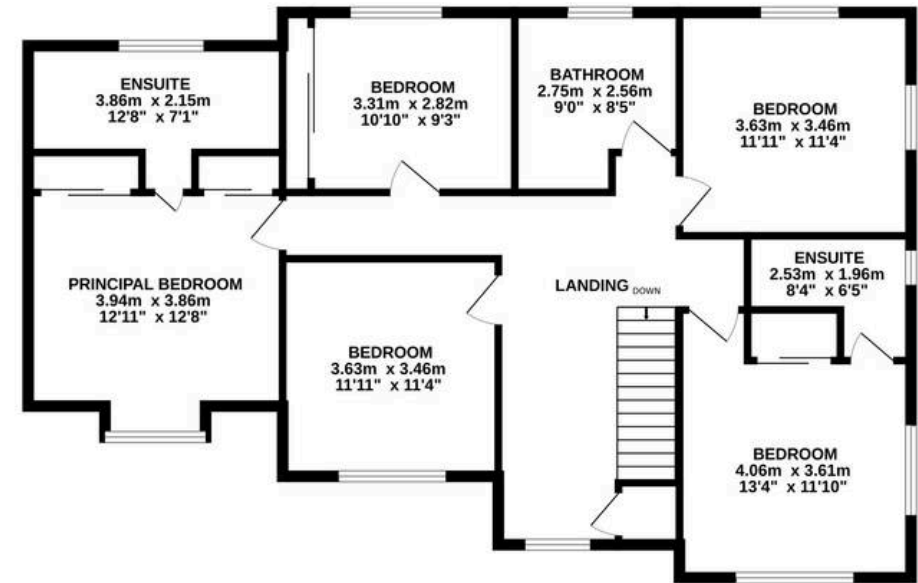 ENSUITE
3.86m x 2.15m
12'8" x 7'1"
BEDROOM
3.31m x 2.82m
10'10" x 9'3"
BATHROOM
2.75m x 2.56m
9'0" x 8'5"
BEDROOM
3.63m x 3.46m
11'11" x 11'4"
PRINCIPAL BEDROOM
3.94m x 3.86m
12'11" x 12'8"
LANDING DOWN
ENSUITE
2.53m x 1.96m
8'4" x 6'5"
BEDROOM
3.63m x 3.46m
11'11" x 11'4"
BEDROOM
4.06m x 3.61m
13'4" x 11'10"